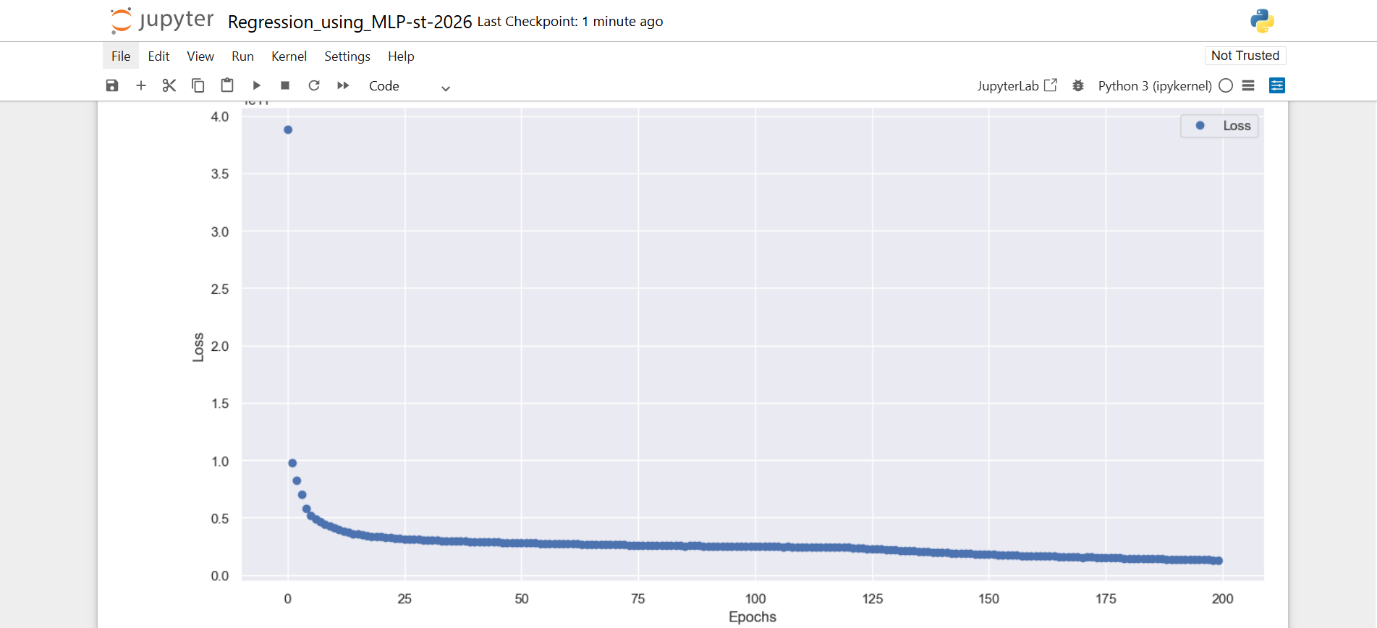 jupyter Regression_using_MLP-st-2026 Last Checkpoint: 1 minute ago
File Edit View Run Kernel Settings Help Not Trusted
Code JupyterLab Python 3 (ipykernel)
4.0
Loss
3.5
3.0
2.5
2.0
Loss
1.5
1.0
0.5
0.0
0 25 50 75 100 125 150 175 200
Epochs